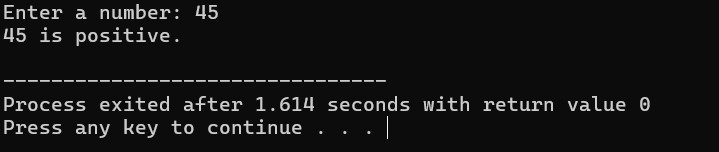 Enter a number: 45
45 is positive.
--------------------------------
Process exited after 1.614 seconds with return value 0
Press any key to continue . . .